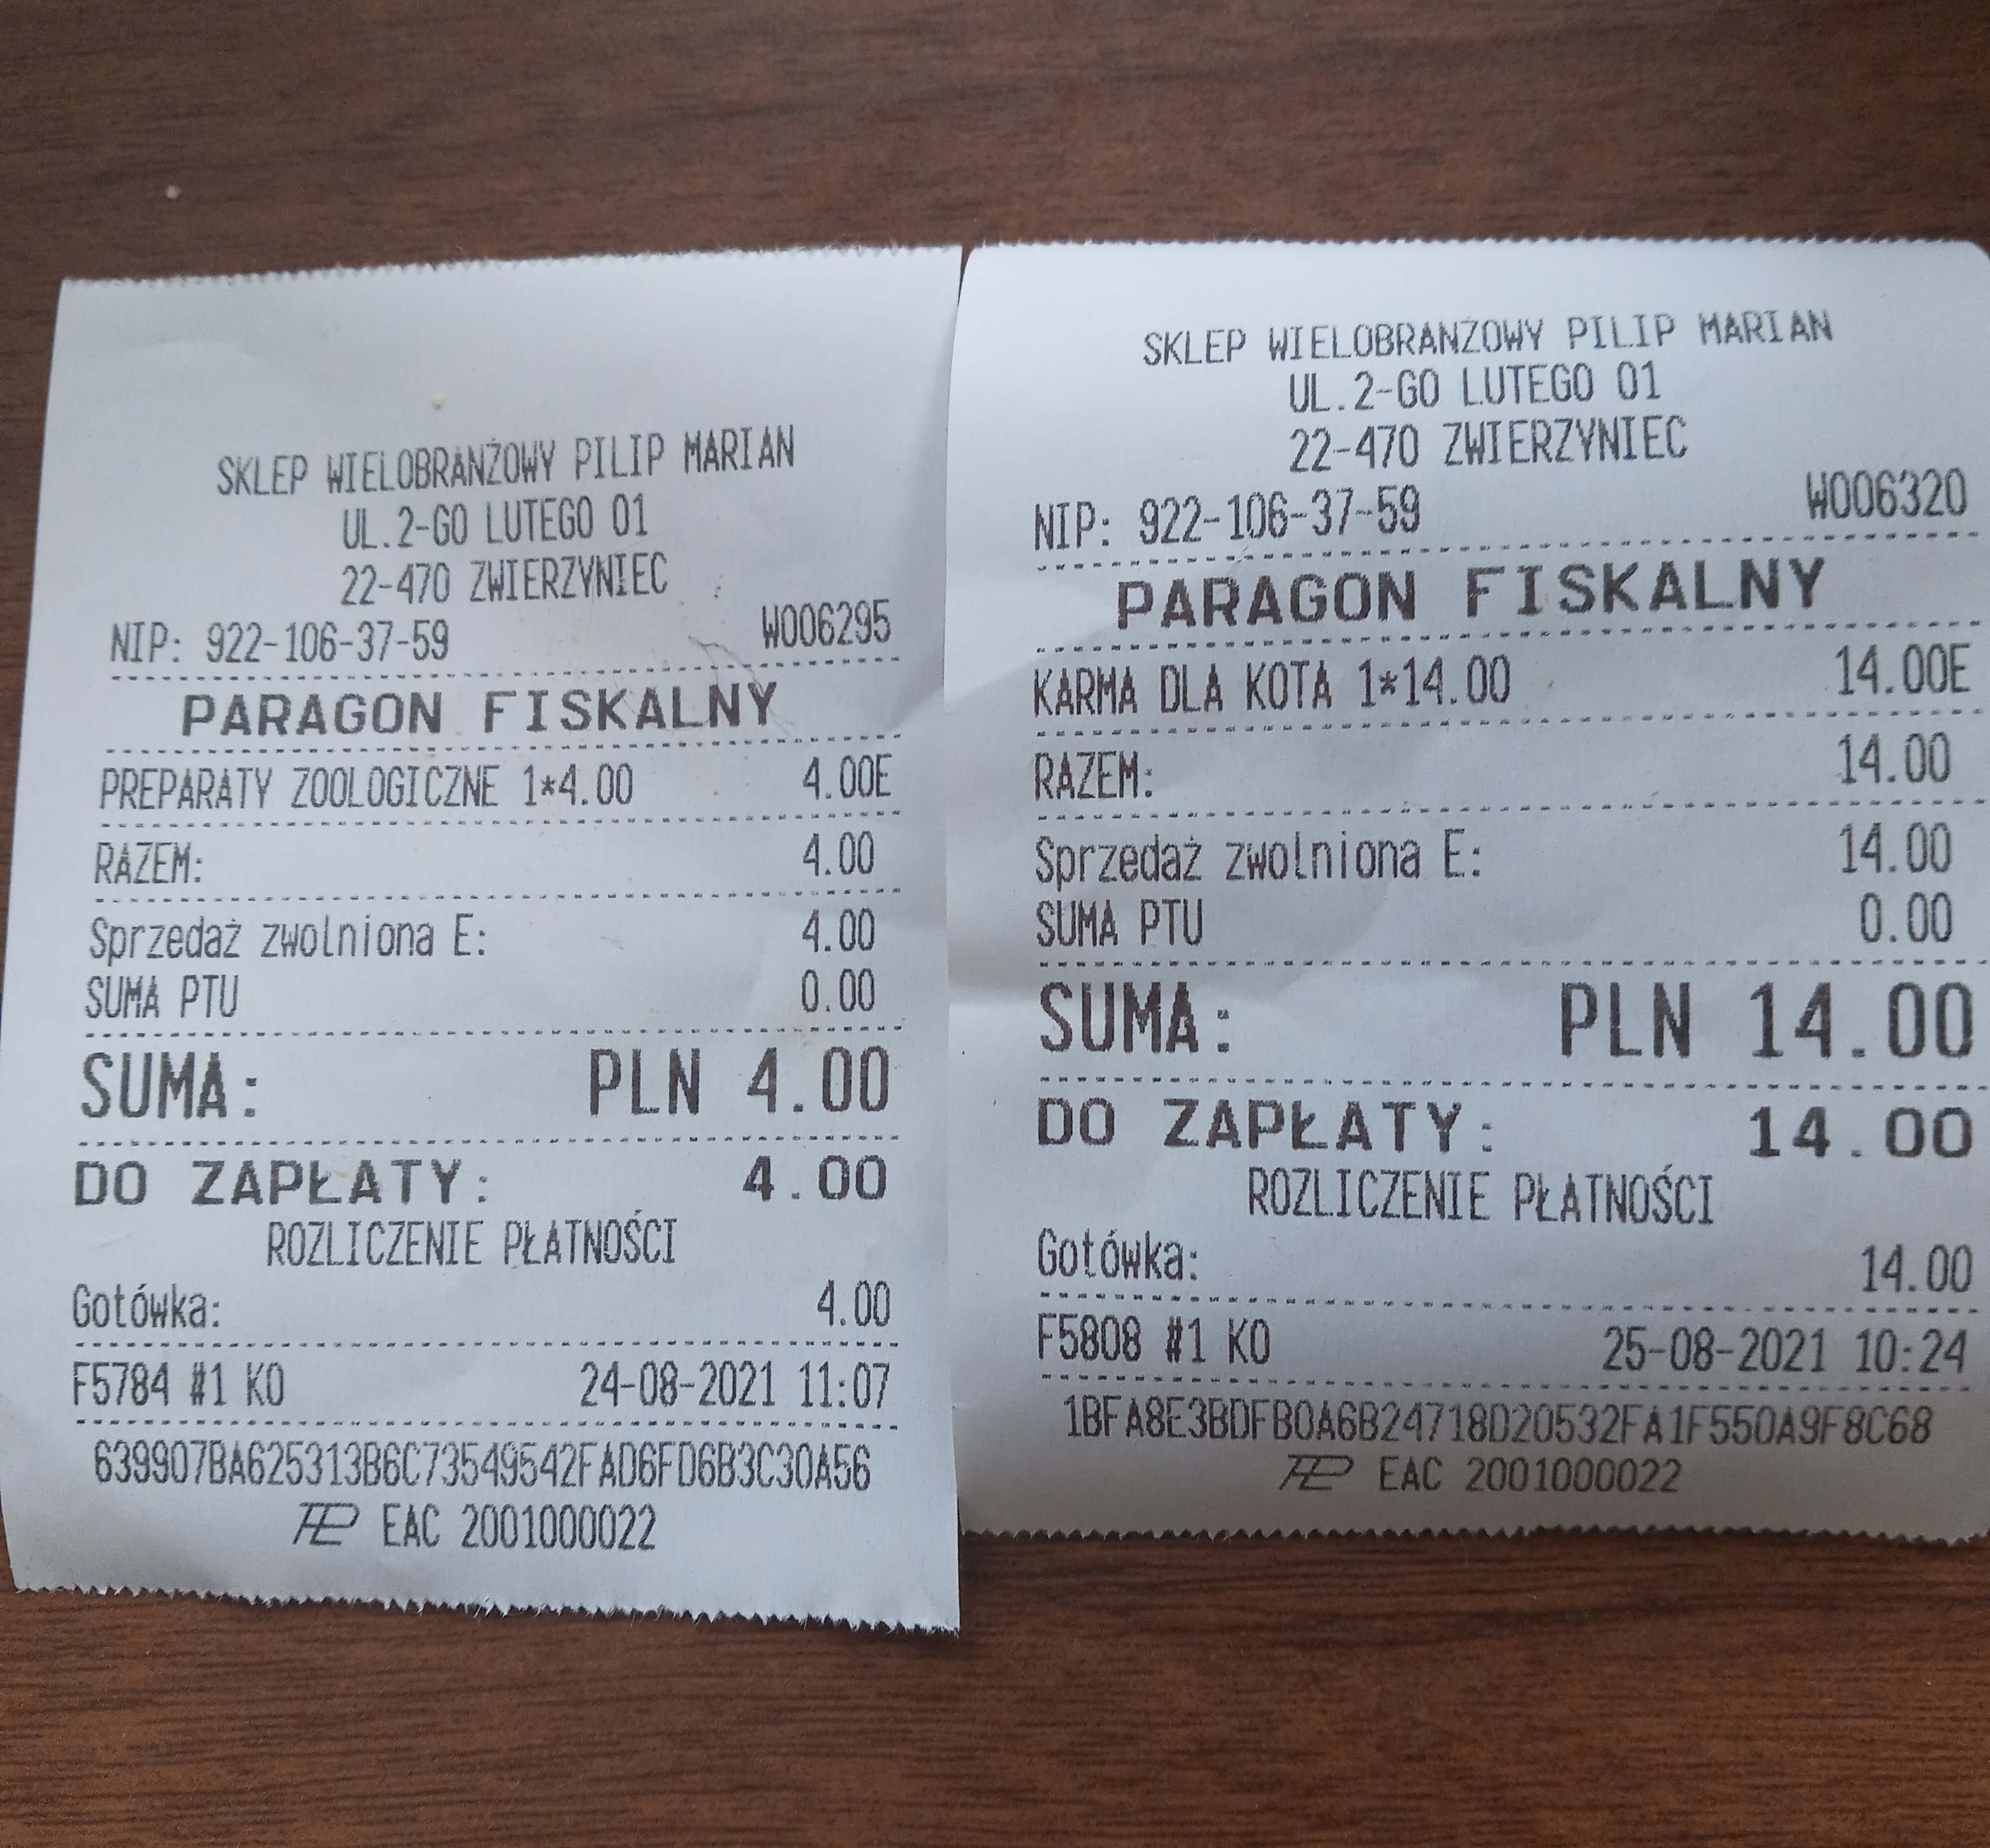 SKLEP WIELOBRANŻOWY PILIP MARIAN
UL.2-GO LUTEGO 01
22-470 ZWIERZYNIEC
NIP: 922-106-37-59 W006295
PARAGON FISKALNY
PREPARATY ZOOLOGICZNE 1*4.00 4.00E
RAZEM: 4.00
Sprzedaż zwolniona E: 4.00
SUMA PTU 0.00
SUMA: PLN 4.00
DO ZAPŁATY: 4.00
ROZLICZENIE PŁATNOŚCI
Gotówka: 4.00
F5784 #1 KO 24-08-2021 11:07
639907BA625313B6C73549542FAD6FD6B3C30A56
EAC 2001000022
SKLEP WIELOBRANŻOWY PILIP MARIAN
UL.2-GO LUTEGO 01
22-470 ZWIERZYNIEC
NIP: 922-106-37-59 W006320
PARAGON FISKALNY
KARMA DLA KOTA 1*14.00 14.00E
RAZEM: 14.00
Sprzedaż zwolniona E: 14.00
SUMA PTU 0.00
SUMA: PLN 14.00
DO ZAPŁATY: 14.00
ROZLICZENIE PŁATNOŚCI
Gotówka: 14.00
F5808 #1 KO 25-08-2021 10:24
1BFA8E3BDFB0A6B24718D20532FA1F550A9F8C68
EAC 2001000022